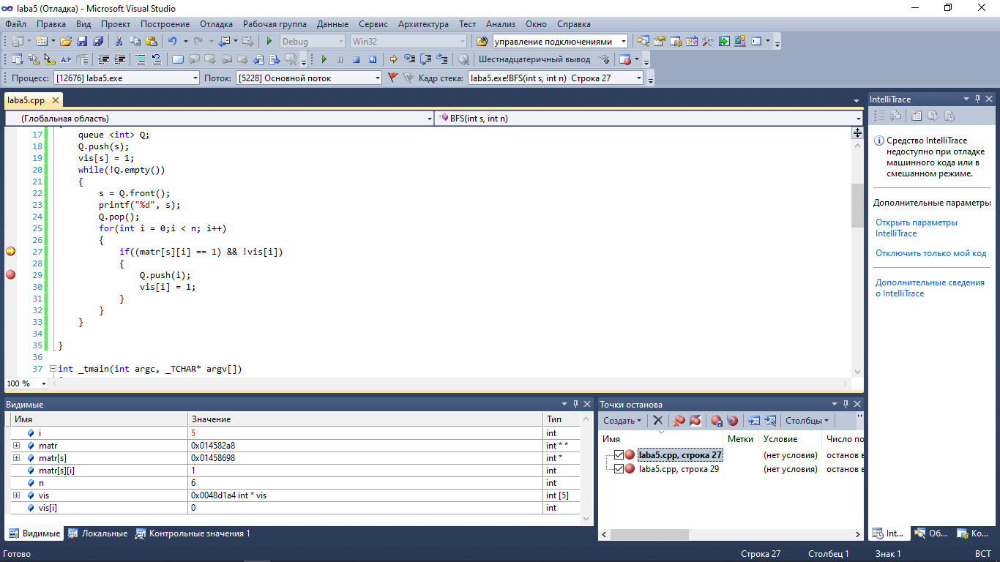 laba5 (Отладка) - Microsoft Visual Studio
Файл Правка Вид Проект Построение Отладка Рабочая группа Данные Сервис Архитектура Тест Анализ Окно Справка
Debug Win32 управление подключениями
Шестнадцатеричный вывод
Процесс: [12676] laba5.exe Поток: [5228] Основной поток Кадр стека: laba5.exe!BFS(int s, int n) Строка 27
laba5.cpp
(Глобальная область) BFS(int s, int n)
17 queue <int> Q;
18 Q.push(s);
19 vis[s] = 1;
20 while(!Q.empty())
21 {
22 s = Q.front();
23 printf("%d", s);
24 Q.pop();
25 for(int i = 0;i < n; i++)
26 {
27 if((matr[s][i] == 1) && !vis[i])
28 {
29 Q.push(i);
30 vis[i] = 1;
31 }
32 }
33 }
34
35 }
36
37 int _tmain(int argc, _TCHAR* argv[])
100 %
IntelliTrace
Средство IntelliTrace
недоступно при отладке
машинного кода или в
смешанном режиме.
Дополнительные параметры
Открыть параметры
IntelliTrace
Отключить только мой код
Дополнительные сведения
о IntelliTrace
Видимые
Имя Значение Тип
i 5 int
matr 0x014582a8 int * *
matr[s] 0x01458698 int *
matr[s][i] 1 int
n 6 int
vis 0x0048d1a4 int * vis int [5]
vis[i] 0 int
Видимые Локальные Контрольные значения 1
Точки останова
Создать Столбцы
Имя Метки Условие Число по
laba5.cpp, строка 27 (нет условия) останов в
laba5.cpp, строка 29 (нет условия) останов в
Int... Об... Ко...
Готово Строка 27 Столбец 1 Знак 1 ВСТ